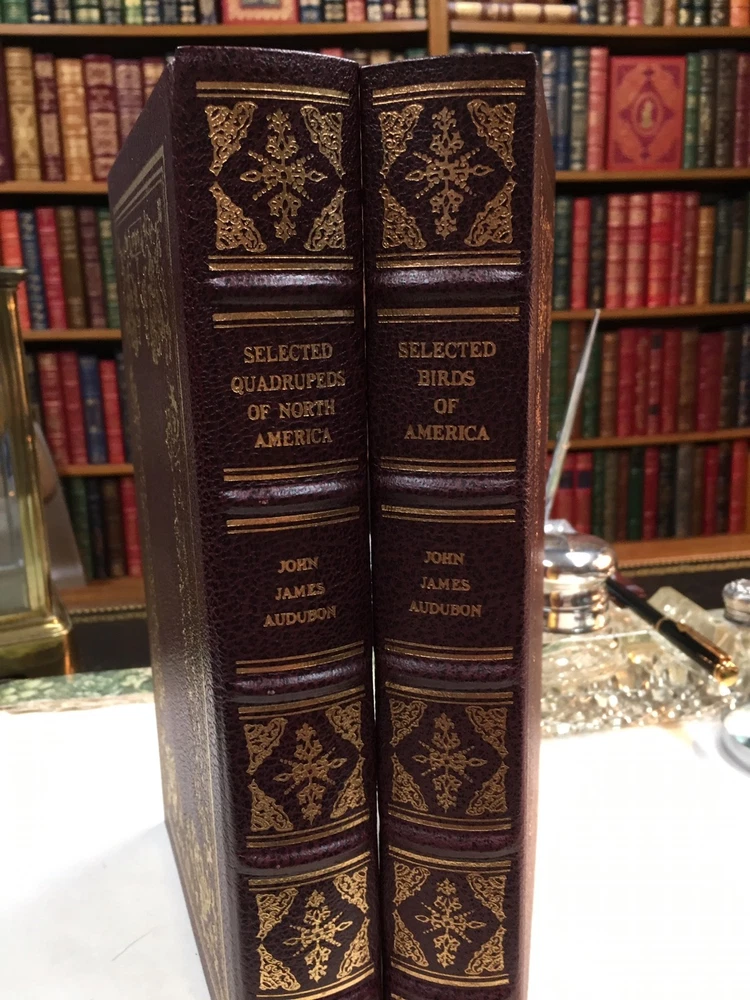 SELECTED
QUADRUPEDS
OF NORTH
AMERICA
JOHN
JAMES
AUDUBON
SELECTED
BIRDS
OF
AMERICA
JOHN
JAMES
AUDUBON